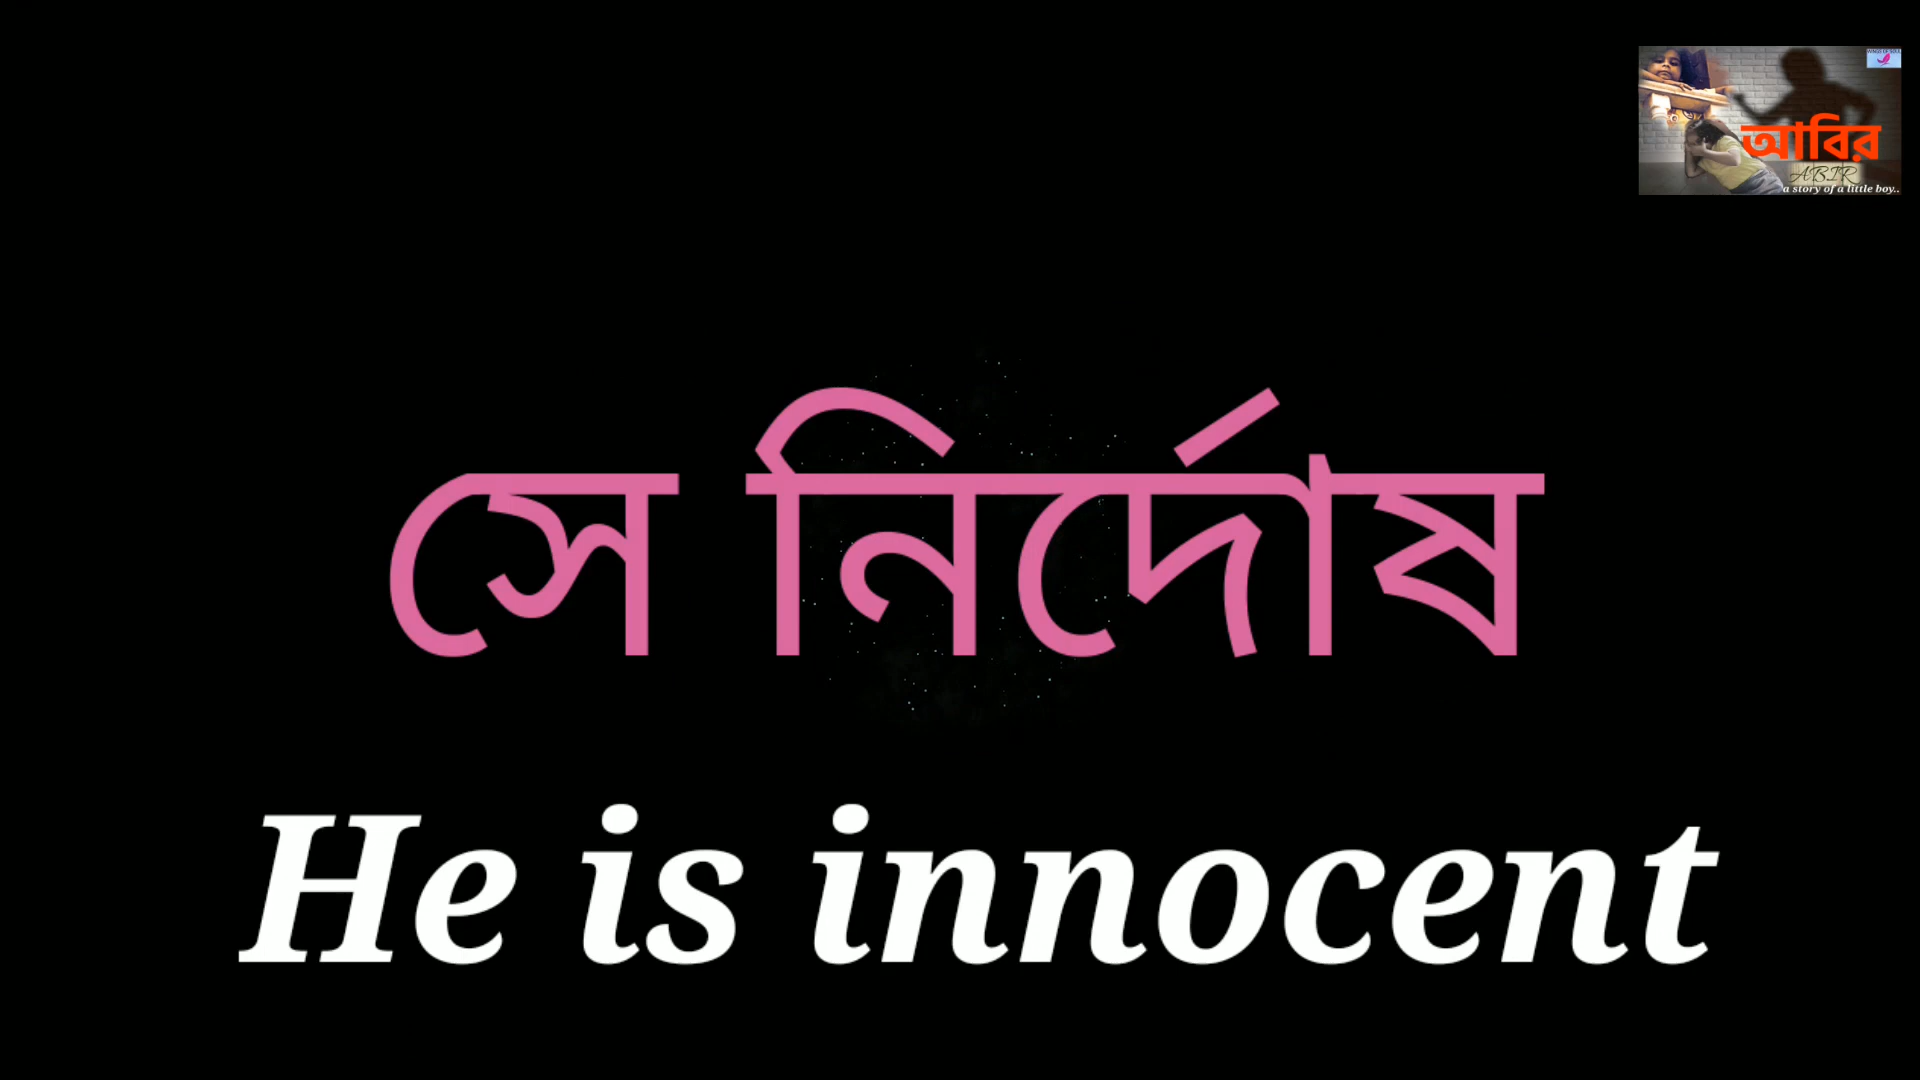 আবির
ABIR
a story of a little boy..
সে নির্দোষ
He is innocent